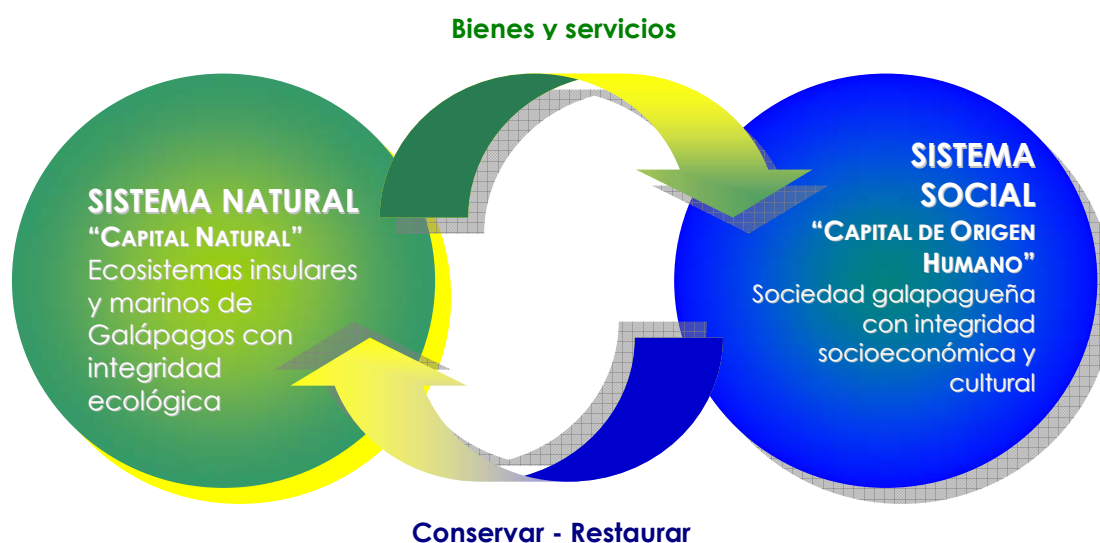 Bienes y servicios
SISTEMA NATURAL
“CAPITAL NATURAL”
Ecosistemas insulares
y marinos de
Galápagos con
integridad
ecológica
SISTEMA
SOCIAL
“CAPITAL DE ORIGEN
HUMANO”
Sociedad galapagueña
con integridad
socioeconómica y
cultural
Conservar - Restaurar